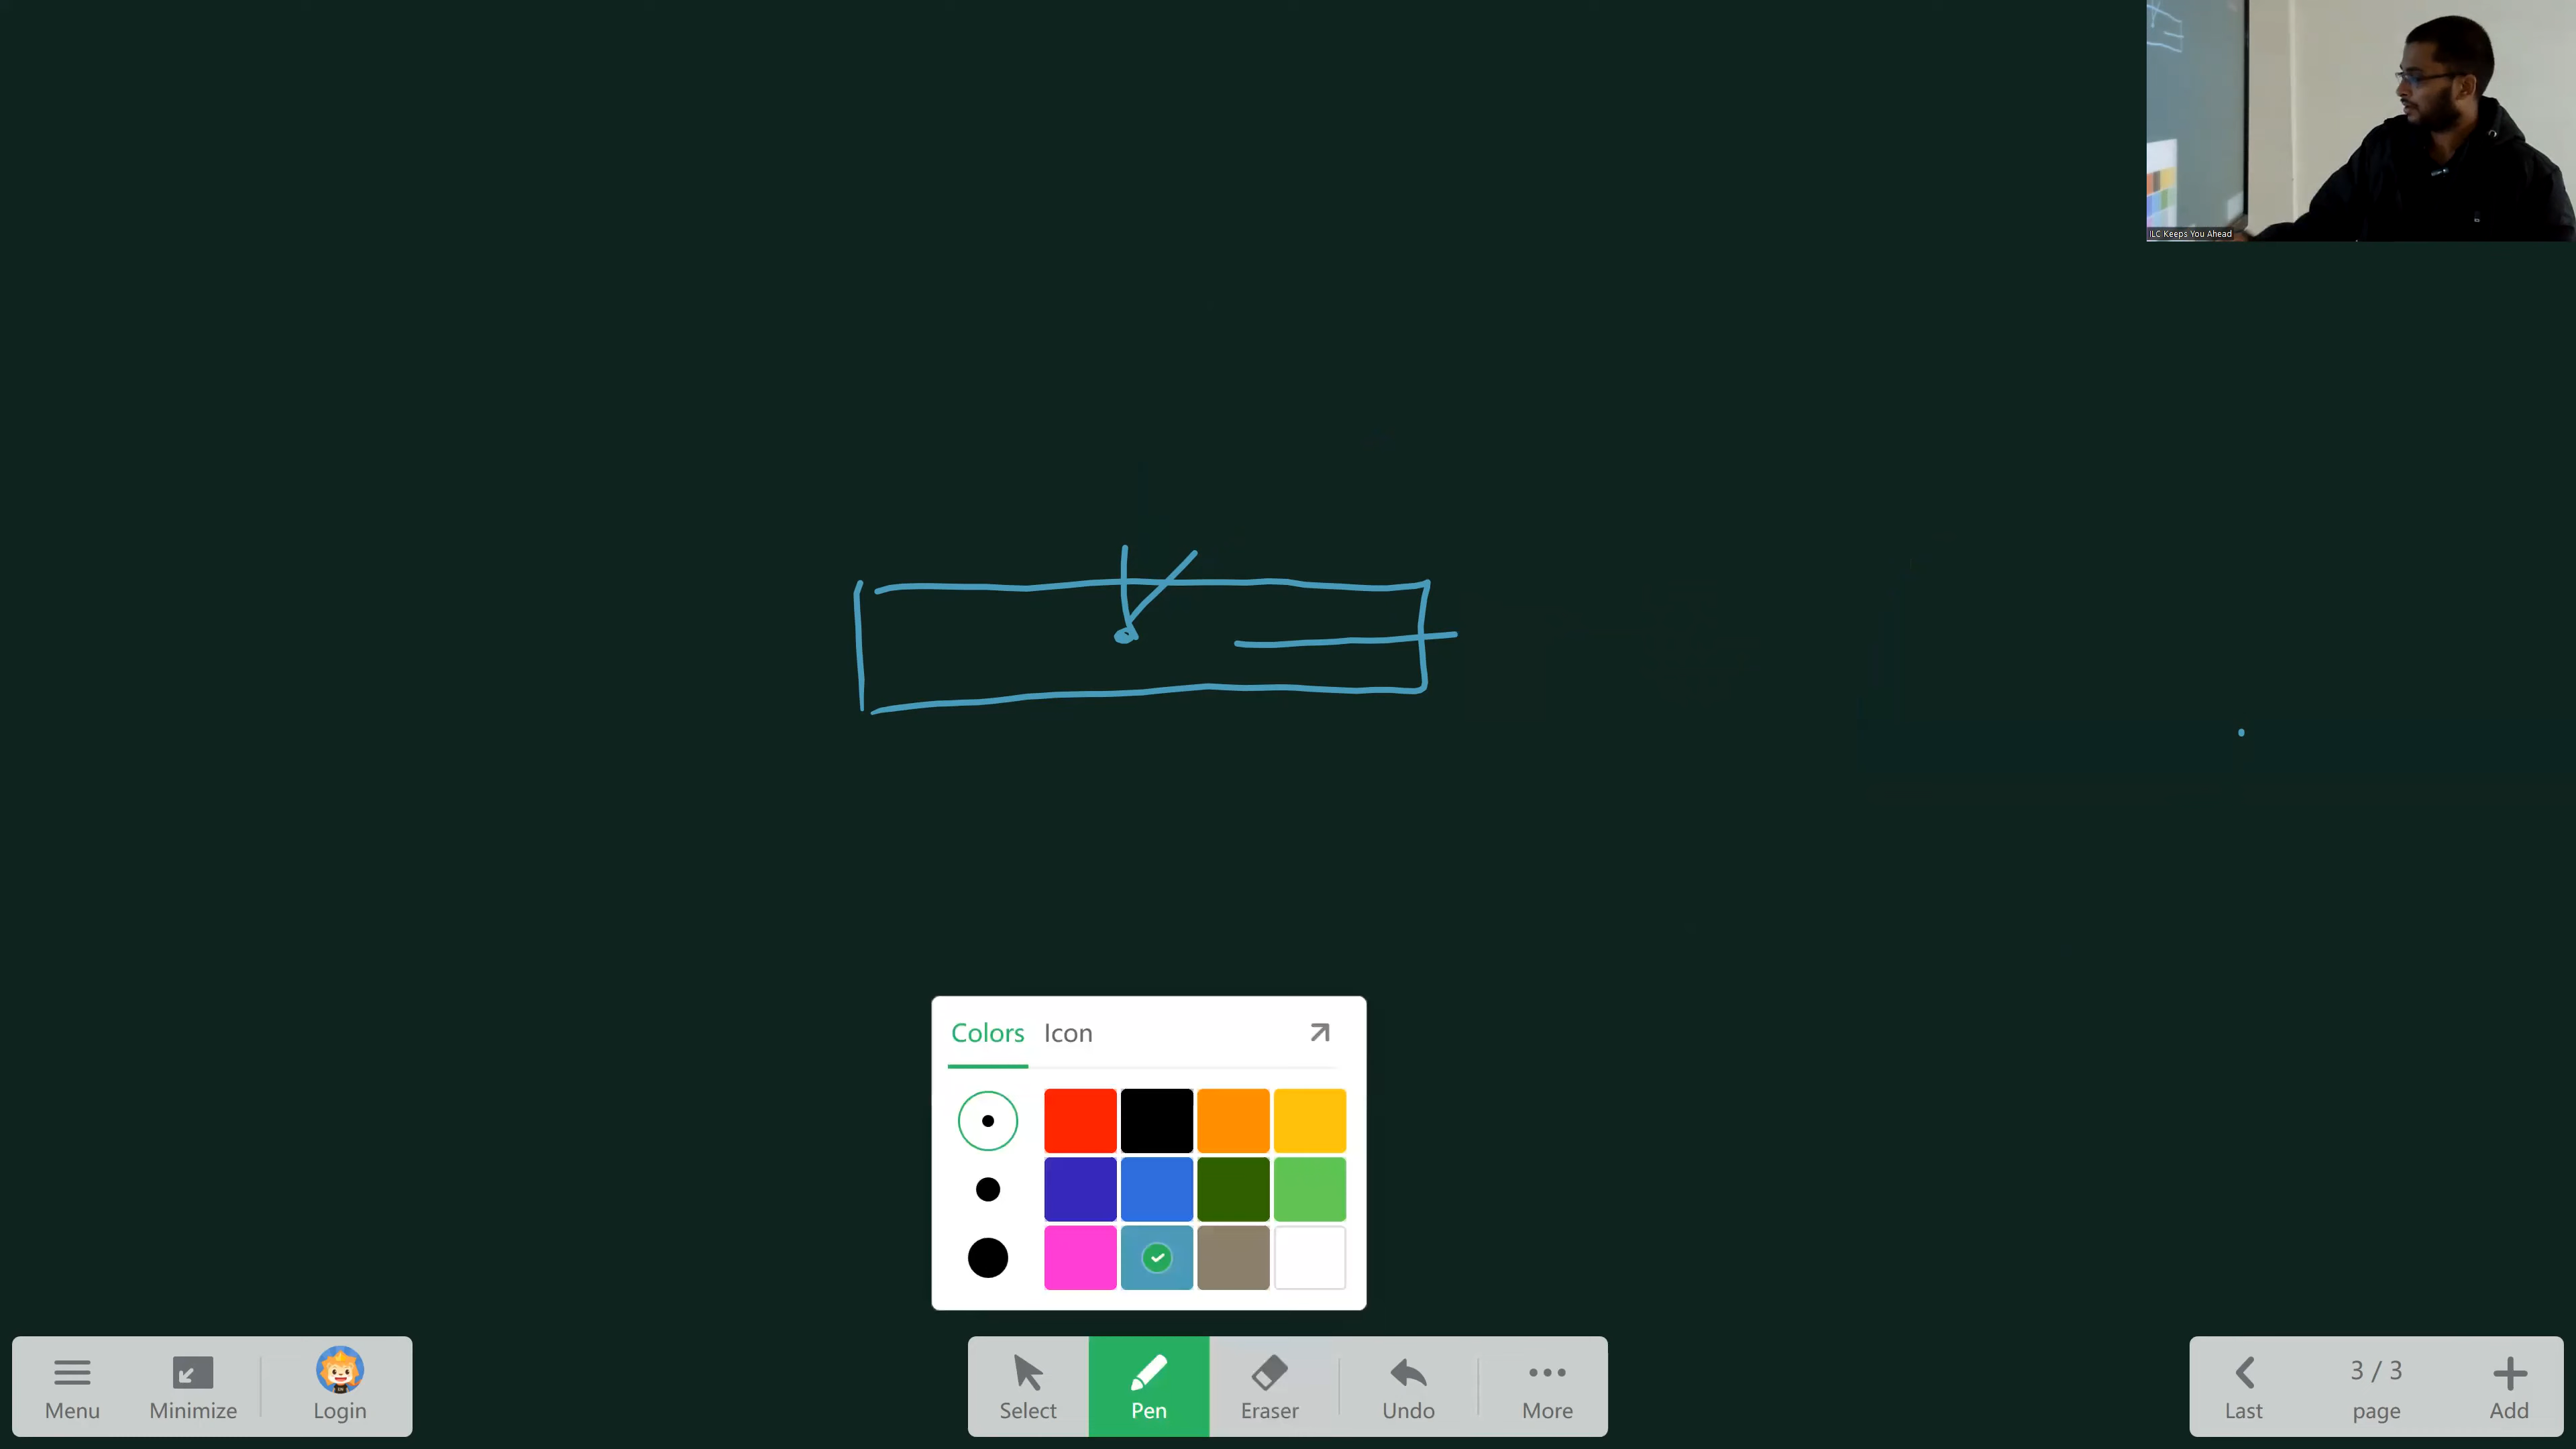 ILC Keeps You Ahead
Colors Icon
Menu Minimize Login
Select Pen Eraser Undo More
3 / 3
Last page Add